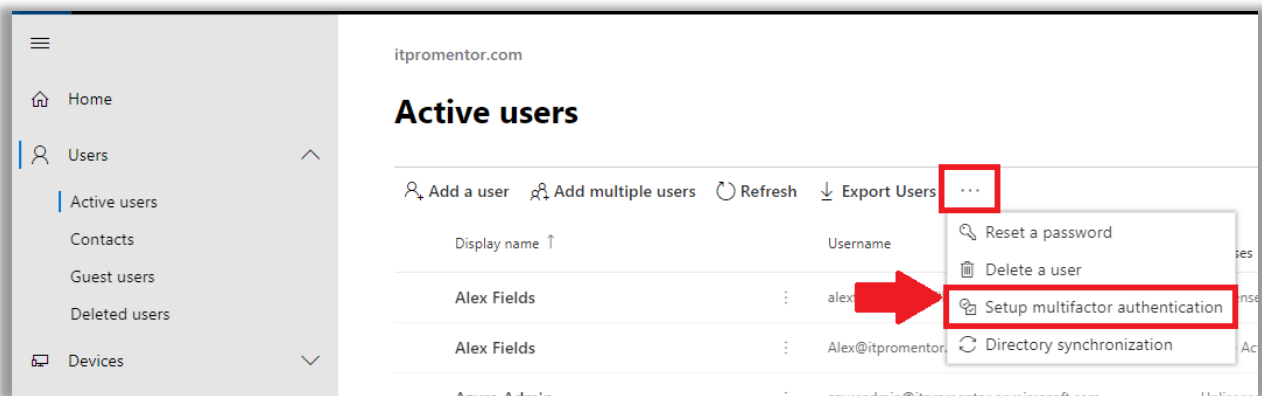 itpromentor.com
Home
Active users
Users
Add a user Add multiple users Refresh Export Users ...
Active users
Reset a password
Display name ↑ Username
Contacts
Guest users
Delete a user
Alex Fields
Setup multifactor authentication
Deleted users
Alex Fields Alex@itpromentor.
Directory synchronization
Devices